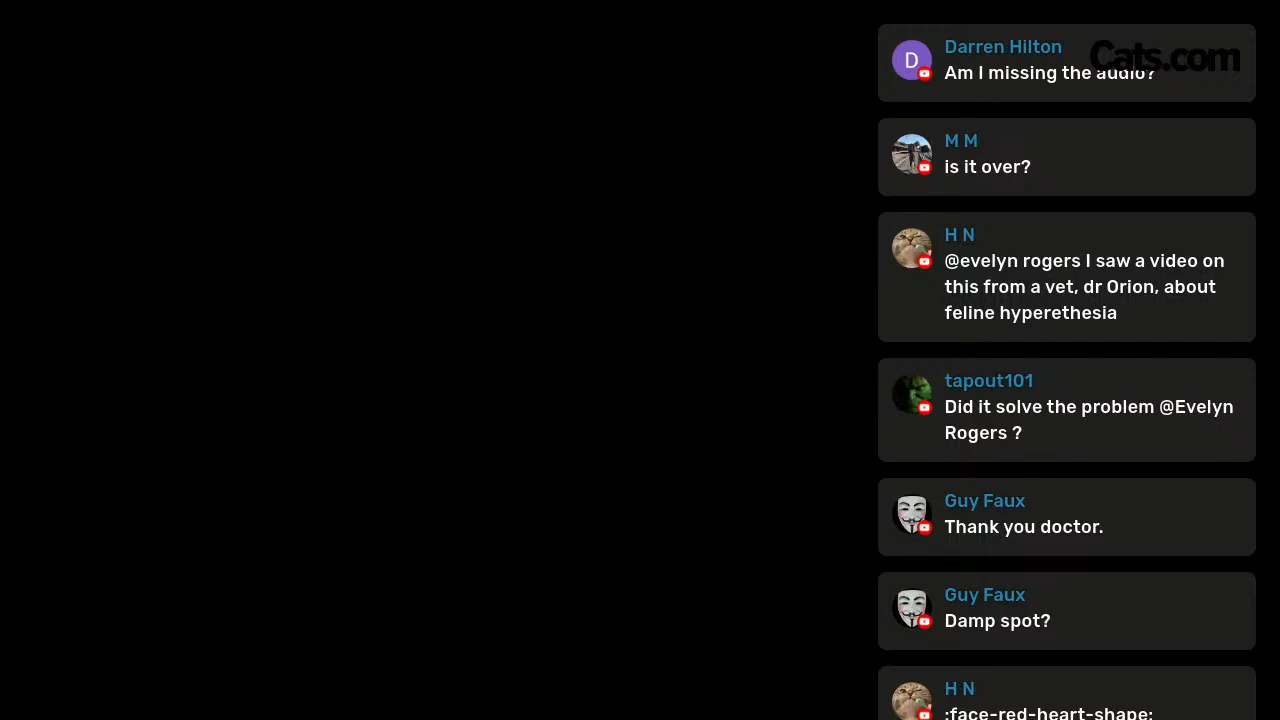 Darren Hilton
Cats.com
D
Am I missing the audio?
M M
is it over?
H N
@evelyn rogers I saw a video on
this from a vet, dr Orion, about
feline hyperethesia
tapout101
Did it solve the problem @Evelyn
Rogers ?
Guy Faux
Thank you doctor.
Guy Faux
Damp spot?
H N
:face-red-heart-shape: